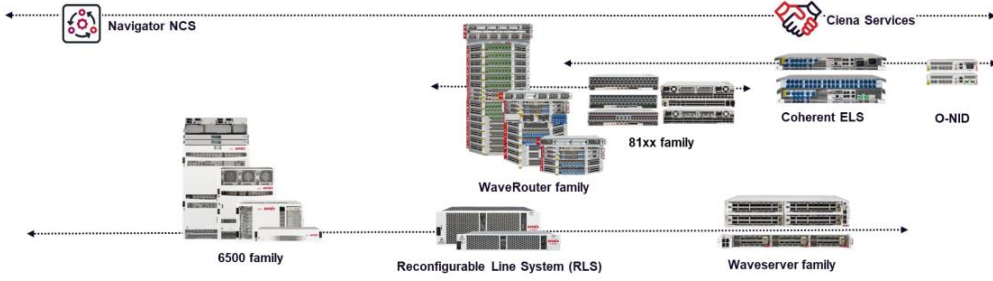 Navigator NCS
Ciena Services
Coherent ELS
O-NID
81xx family
WaveRouter family
6500 family
Reconfigurable Line System (RLS)
Waveserver family